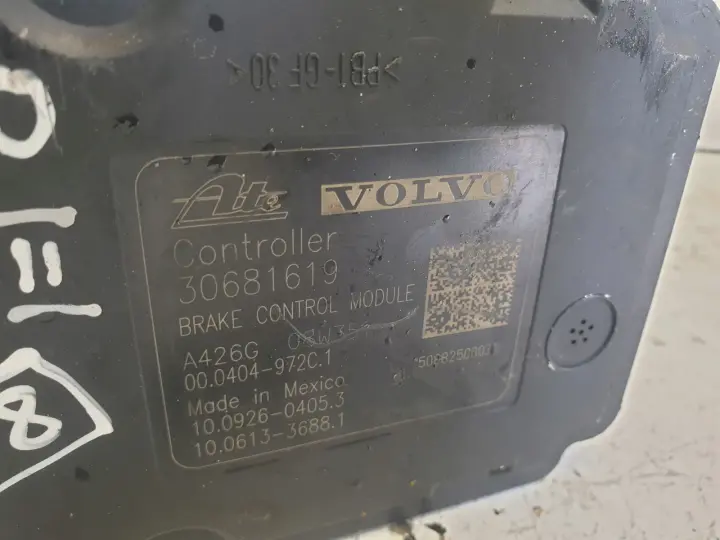 >PBT-GF30<
Ate VOLVO
Controller
30681619
BRAKE CONTROL MODULE
A426G
00.0404-972C.1
Made in Mexico
10.0926-0405.3
10.0613-3688.1
8